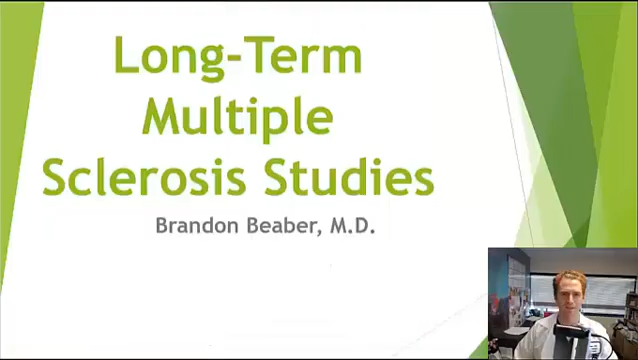 Long-Term
Multiple
Sclerosis Studies
Brandon Beaber, M.D.